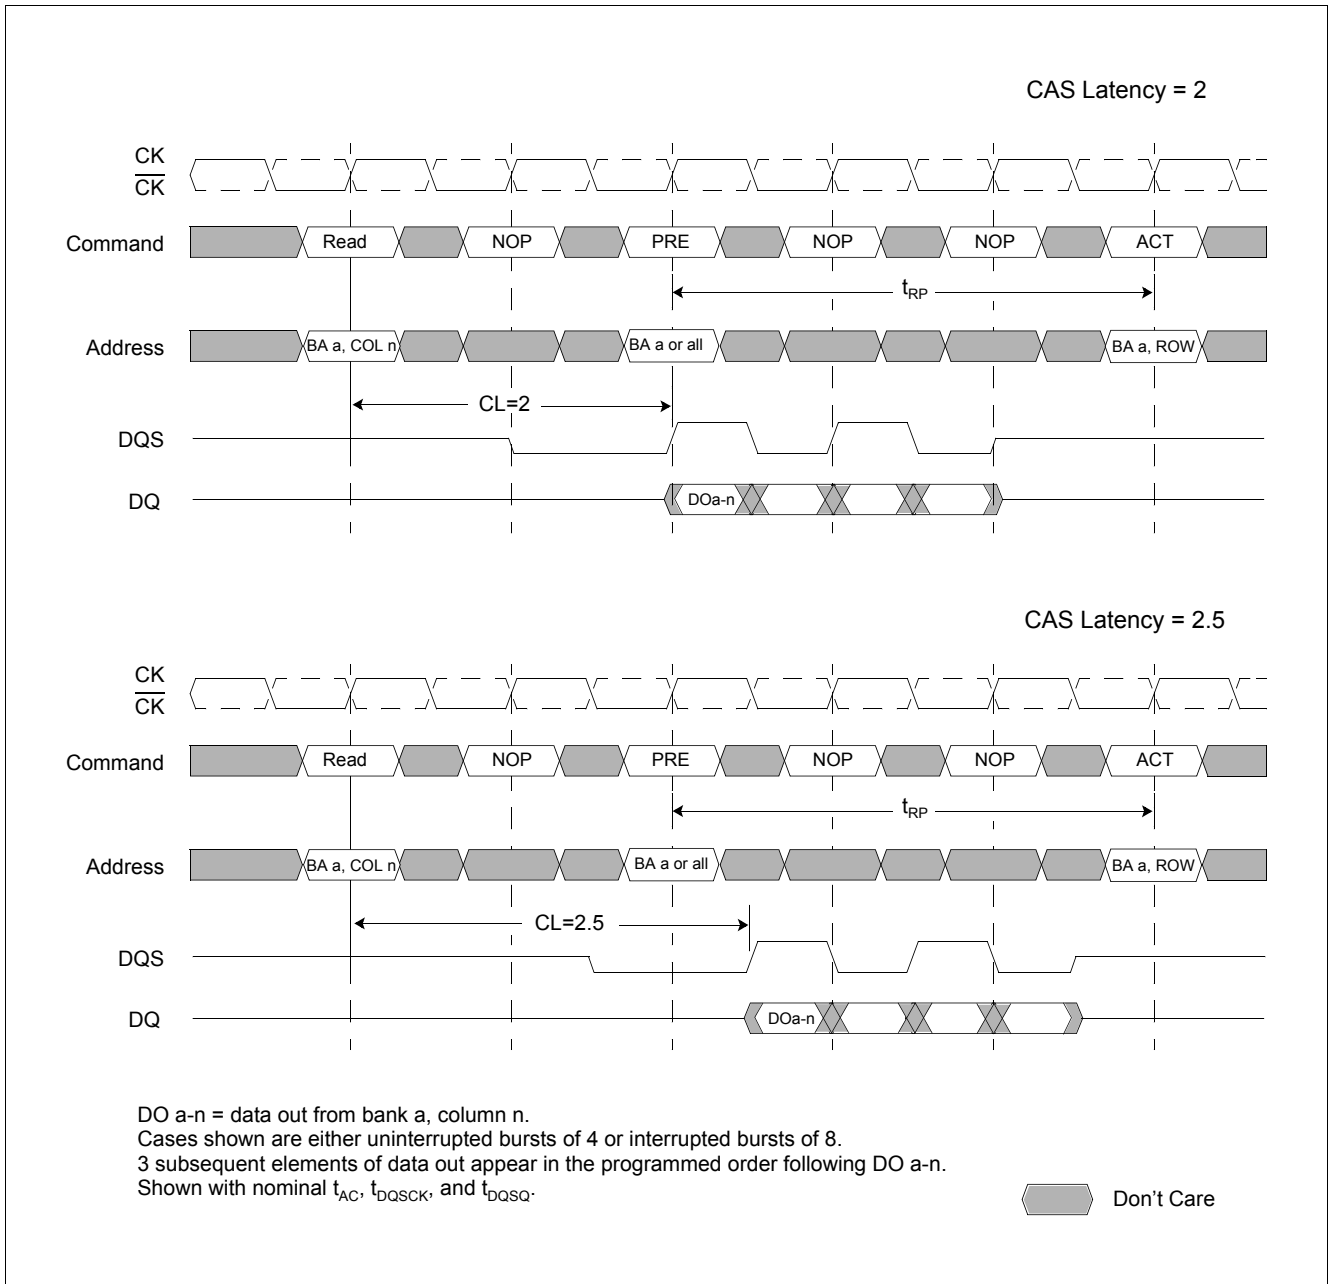 CAS Latency = 2
CK
CK
Command Read NOP PRE NOP NOP ACT
tRP
Address BA a, COL n BA a or all BA a, ROW
CL=2
DQS
DQ DOa-n
CAS Latency = 2.5
CK
CK
Command Read NOP PRE NOP NOP ACT
tRP
Address BA a, COL n BA a or all BA a, ROW
CL=2.5
DQS
DQ DOa-n
DO a-n = data out from bank a, column n.
Cases shown are either uninterrupted bursts of 4 or interrupted bursts of 8.
3 subsequent elements of data out appear in the programmed order following DO a-n.
Shown with nominal tAC, tDQSCK, and tDQSQ.
Don't Care